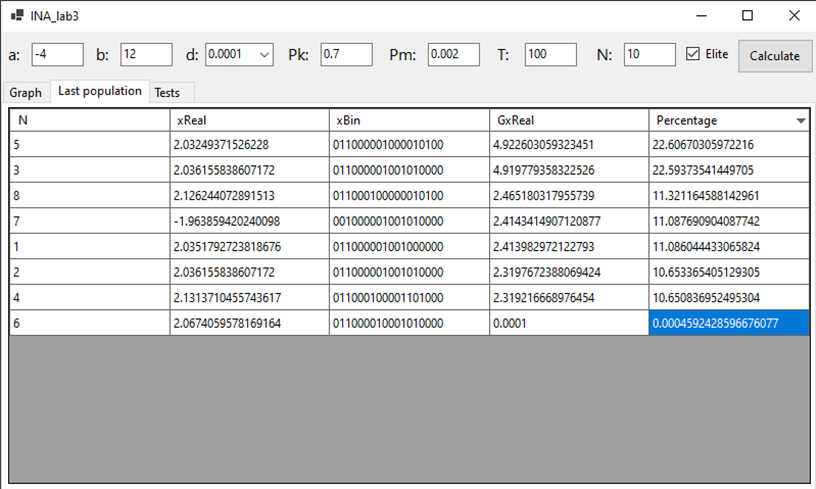 INA_lab3
a: -4 b: 12 d: 0.0001 Pk: 0.7 Pm: 0.002 T: 100 N: 10 Elite Calculate
Graph Last population Tests
N xReal xBin GxReal Percentage
5 2.03249371526228 011000001000010100 4.922603059323451 22.60670305972216
3 2.036155838607172 011000001001010000 4.919779358322526 22.59373541449705
8 2.126244072891513 011000100000010100 2.465180317955739 11.321164588142961
7 -1.963859420240098 001000001001010000 2.4143414907120877 11.087690904087742
1 2.0351792723818676 011000001001000000 2.413982972122793 11.086044433065824
2 2.036155838607172 011000001001010000 2.3197672388069424 10.653365405129305
4 2.1313710455743617 011000100001101000 2.319216668976454 10.650836952495304
6 2.0674059578169164 011000010001010000 0.0001 0.0004592428596676077